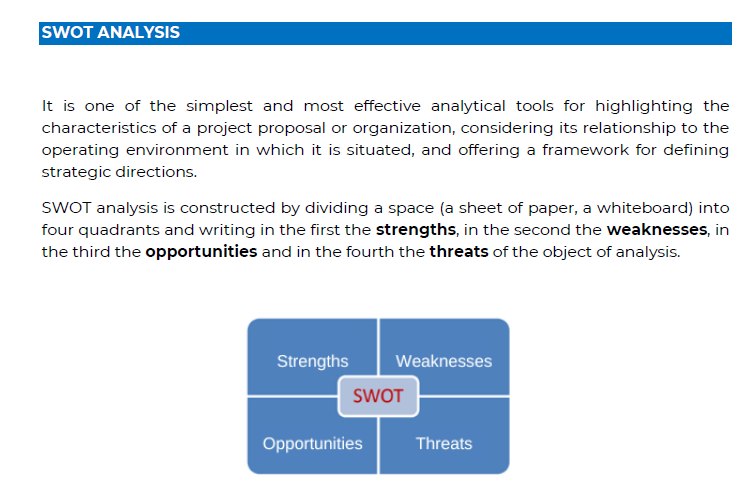 SWOT ANALYSIS
It is one of the simplest and most effective analytical tools for highlighting the
characteristics of a project proposal or organization, considering its relationship to the
operating environment in which it is situated, and offering a framework for defining
strategic directions.
SWOT analysis is constructed by dividing a space (a sheet of paper, a whiteboard) into
four quadrants and writing in the first the strengths, in the second the weaknesses, in
the third the opportunities and in the fourth the threats of the object of analysis.
Strengths
Weaknesses
SWOT
Opportunities
Threats